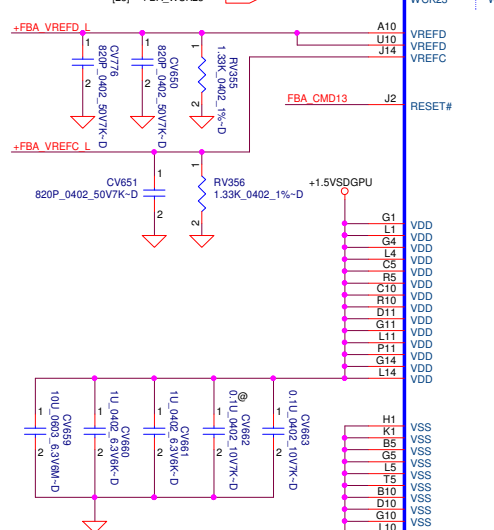 +FBA_VREFD_L
A10
VREFD
U10
VREFD
J14
VREFC
1
2
CV776
820P_0402_50V7K~D
1
2
CV650
820P_0402_50V7K~D
1
2
RV355
1.33K_0402_1%~D
FBA_CMD13
J2
RESET#
+FBA_VREFC_L
CV651
820P_0402_50V7K~D
1
2
1
2
RV356
1.33K_0402_1%~D
+1.5VSDGPU
G1 VDD
L1 VDD
G4 VDD
L4 VDD
C5 VDD
R5 VDD
C10 VDD
R10 VDD
D11 VDD
G11 VDD
L11 VDD
P11 VDD
G14 VDD
L14 VDD
1
2
CV659
10U_0603_6.3V6M~D
1
2
CV660
1U_0402_6.3V6K~D
1
2
CV661
1U_0402_6.3V6K~D
1
2
@
CV662
0.1U_0402_10V7K~D
1
2
CV663
0.1U_0402_10V7K~D
H1 VSS
K1 VSS
B5 VSS
G5 VSS
L5 VSS
T5 VSS
B10 VSS
D10 VSS
G10 VSS
L10